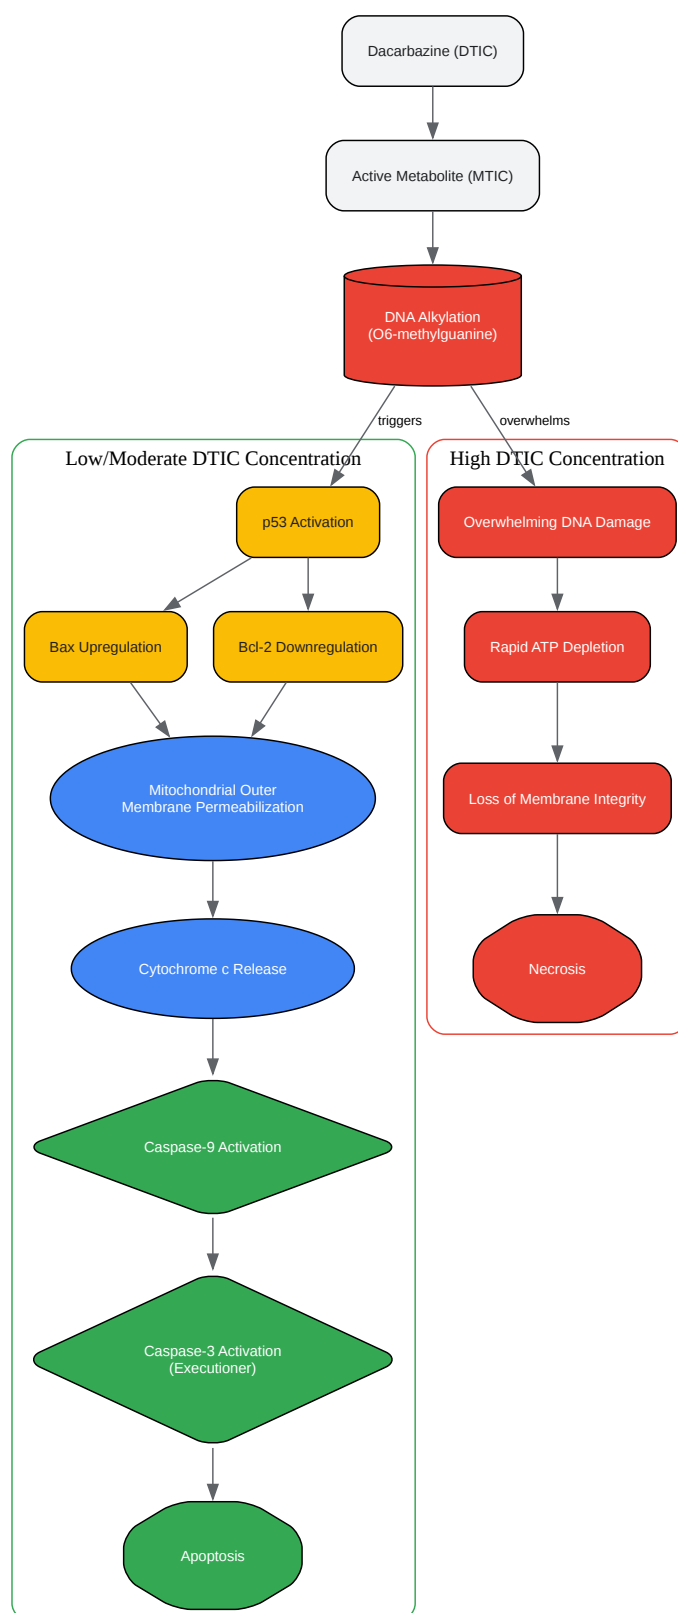 Dacarbazine (DTIC)
Active Metabolite (MTIC)
DNA Alkylation
(O6-methylguanine)
triggers
overwhelms
Low/Moderate DTIC Concentration
p53 Activation
Bax Upregulation
Bcl-2 Downregulation
Mitochondrial Outer
Membrane Permeabilization
Cytochrome c Release
Caspase-9 Activation
Caspase-3 Activation
(Executioner)
Apoptosis
High DTIC Concentration
Overwhelming DNA Damage
Rapid ATP Depletion
Loss of Membrane Integrity
Necrosis